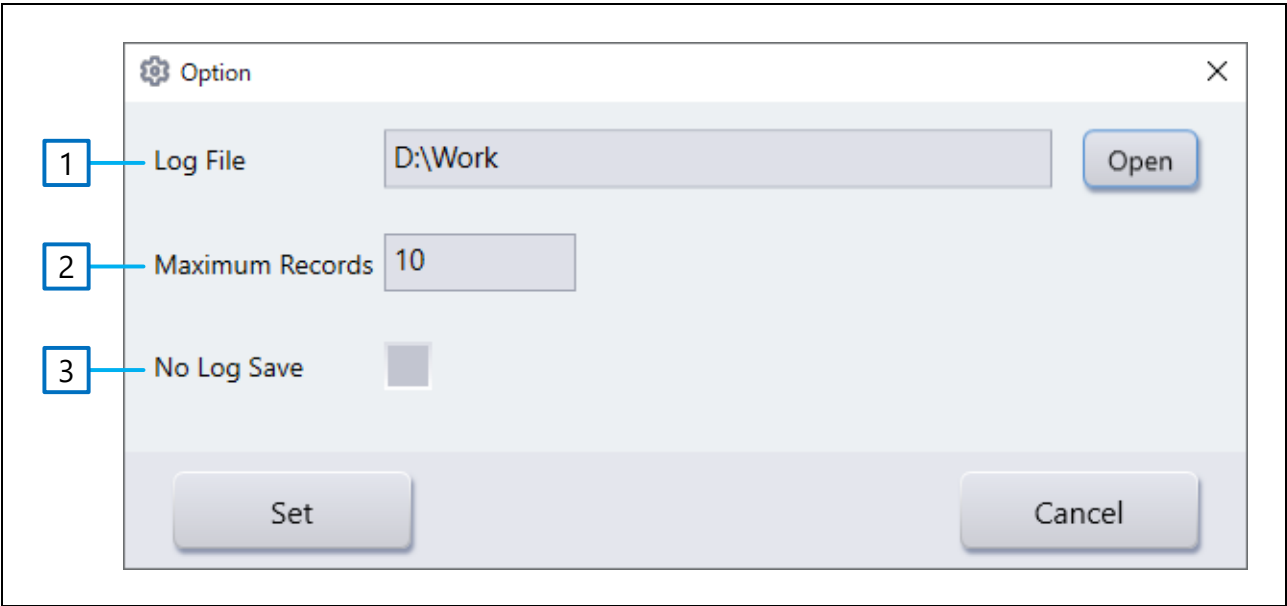 Option
1 Log File D:\Work Open
2 Maximum Records 10
3 No Log Save
Set Cancel